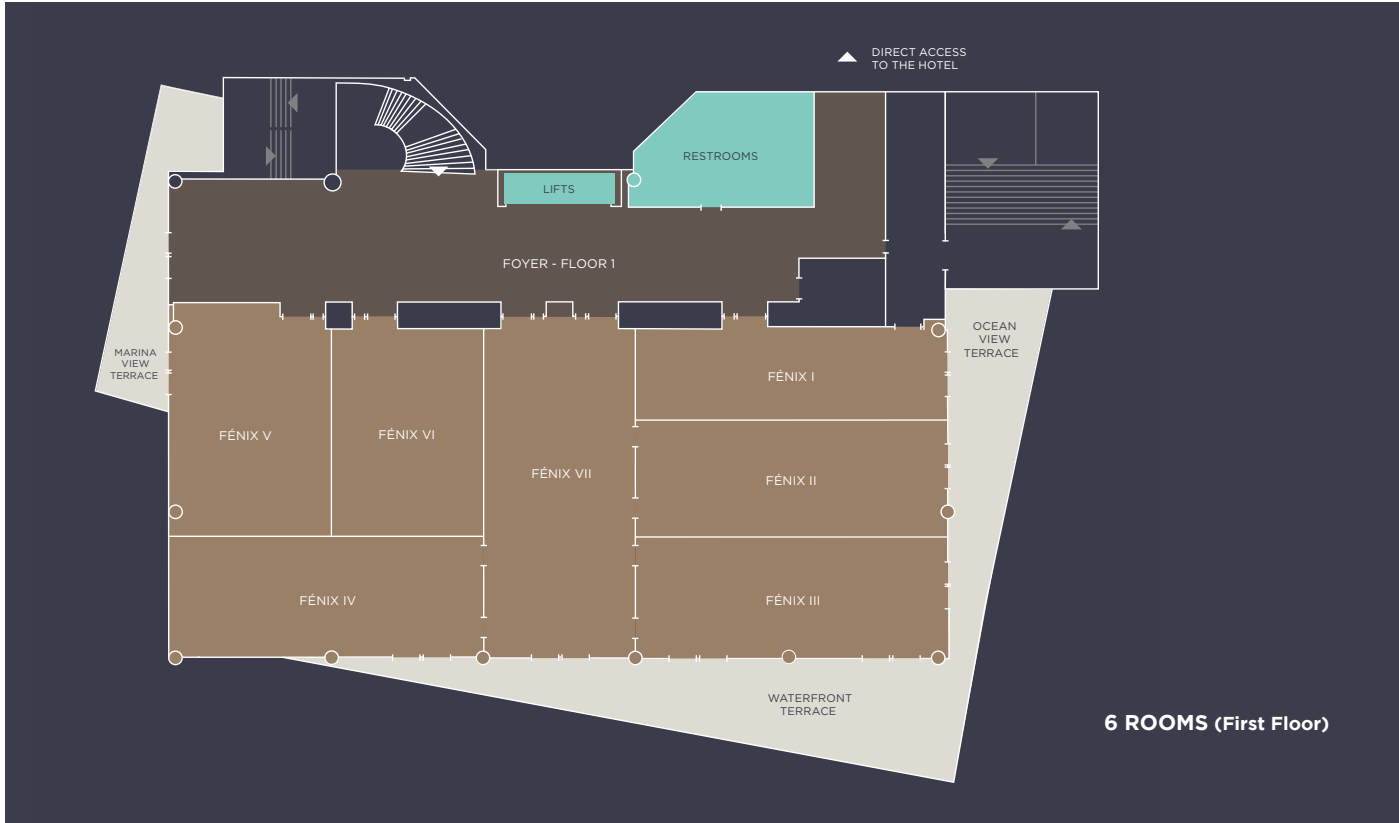 DIRECT ACCESS
TO THE HOTEL
RESTROOMS
LIFTS
FOYER - FLOOR 1
MARINA
VIEW
TERRACE
OCEAN
VIEW
TERRACE
FÉNIX I
FÉNIX V
FÉNIX VI
FÉNIX VII
FÉNIX II
FÉNIX IV
FÉNIX III
WATERFRONT
TERRACE
6 ROOMS (First Floor)